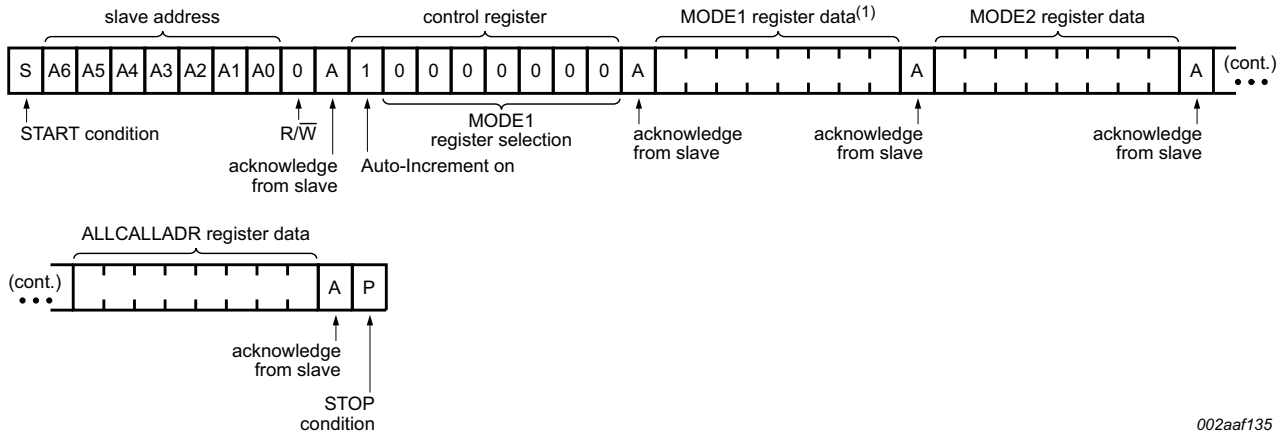 slave address control register MODE1 register data(1) MODE2 register data
S A6 A5 A4 A3 A2 A1 A0 0 A 1 0 0 0 0 0 0 0 A A A (cont.)
START condition R/W̅ MODE1
register selection acknowledge
from slave acknowledge
from slave acknowledge
from slave
acknowledge
from slave Auto-Increment on
ALLCALLADR register data
(cont.) A P
acknowledge
from slave
STOP
condition
002aaf135